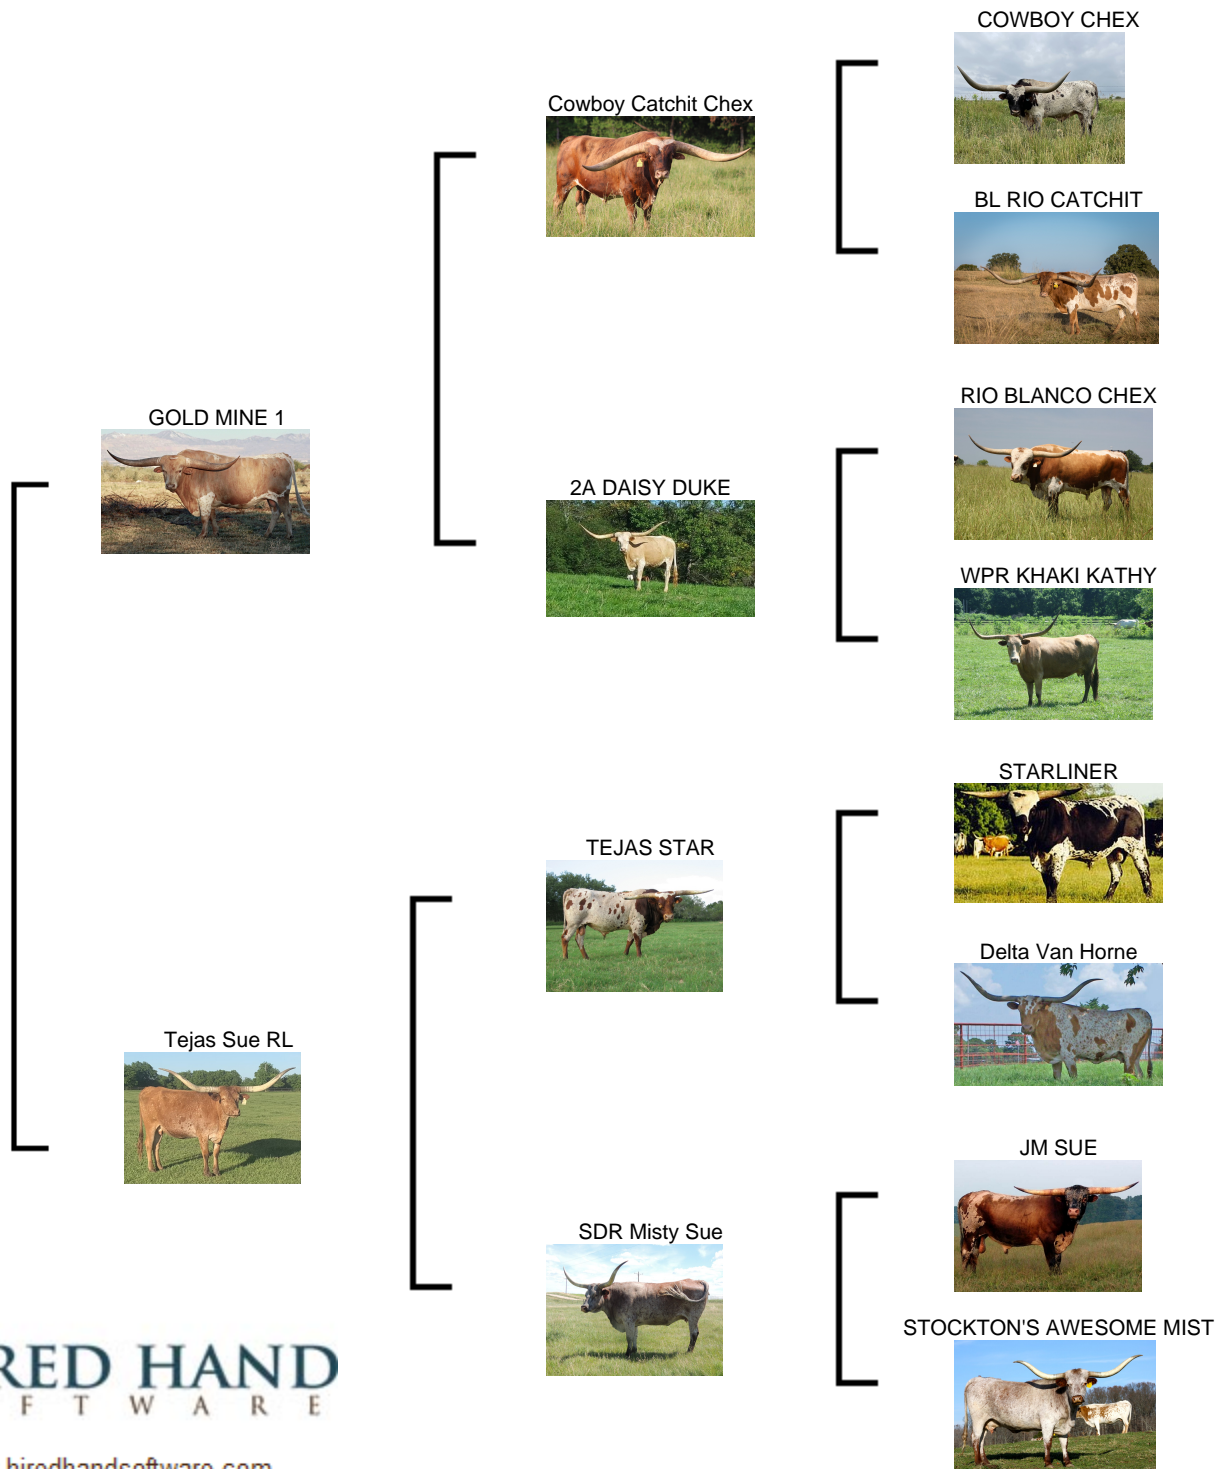 COWBOY CHEX
Cowboy Catchit Chex
BL RIO CATCHIT
GOLD MINE 1
RIO BLANCO CHEX
2A DAISY DUKE
WPR KHAKI KATHY
STARLINER
TEJAS STAR
Delta Van Horne
Tejas Sue RL
JM SUE
SDR Misty Sue
STOCKTON'S AWESOME MIST
RED HAND
F T W A R E
hiredhandsoftware.com